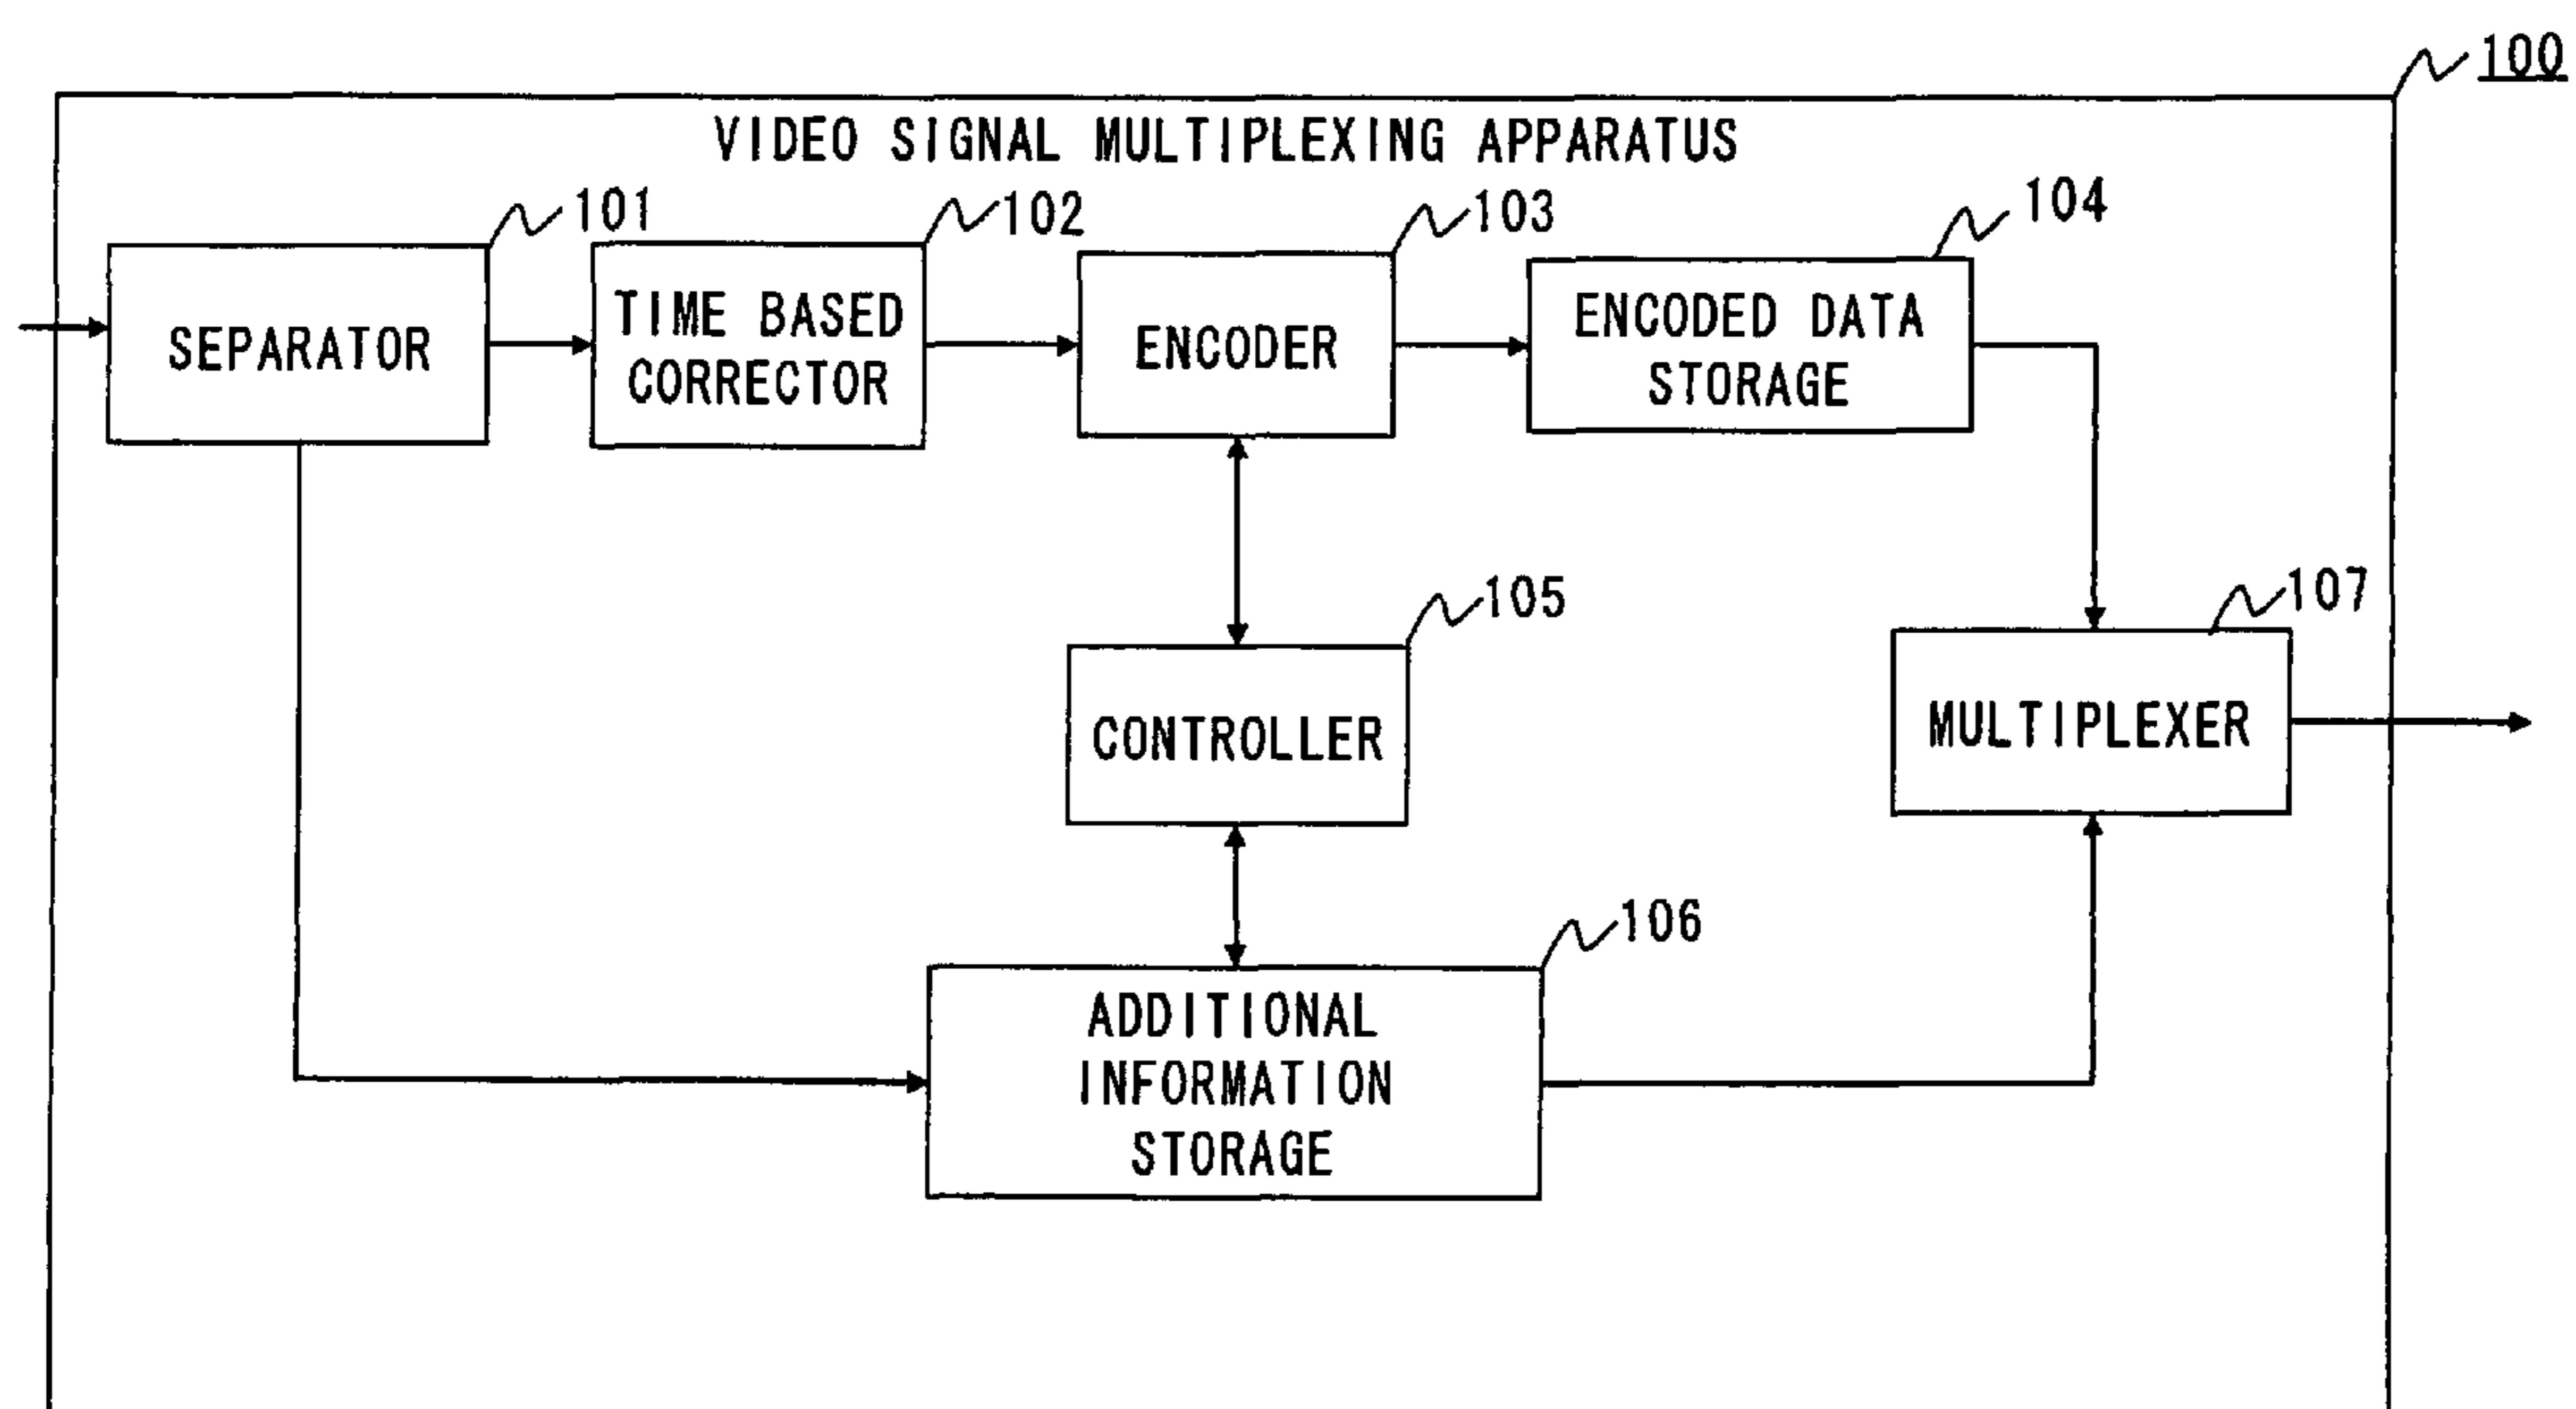 100
VIDEO SIGNAL MULTIPLEXING APPARATUS
101
102
103
104
SEPARATOR
TIME BASED
CORRECTOR
ENCODER
ENCODED DATA
STORAGE
105
107
CONTROLLER
MULTIPLEXER
106
ADDITIONAL
INFORMATION
STORAGE